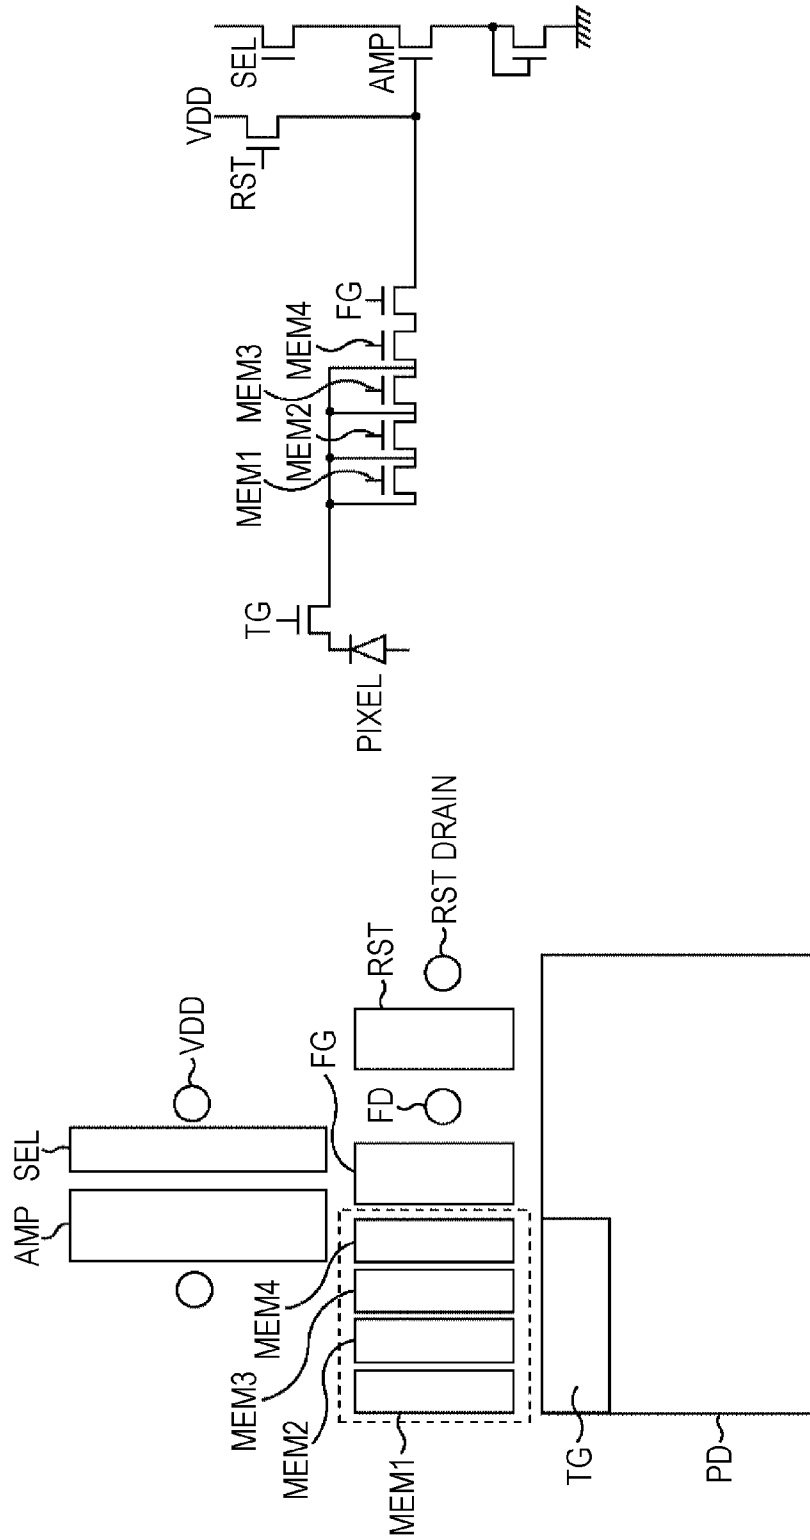 AMP
SEL
VDD
MEM4
MEM3
MEM2
MEM1
FG
FD
RST
RST DRAIN
TG
PD
PIXEL
TG
MEM1
MEM2
MEM3
MEM4
FG
RST
VDD
SEL
AMP